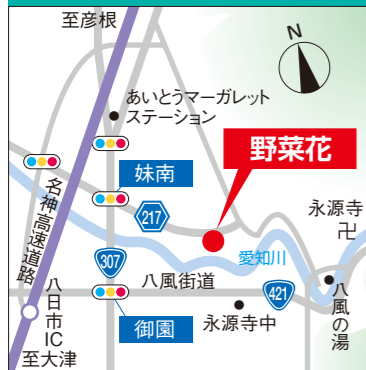 至彦根
N
あいとうマーガレット
ステーション
野菜花
妹南
217
永源寺
卍
名神高速道路
307
愛知川
八風街道
421
八日市
IC
御園
永源寺中
八風の湯
至大津